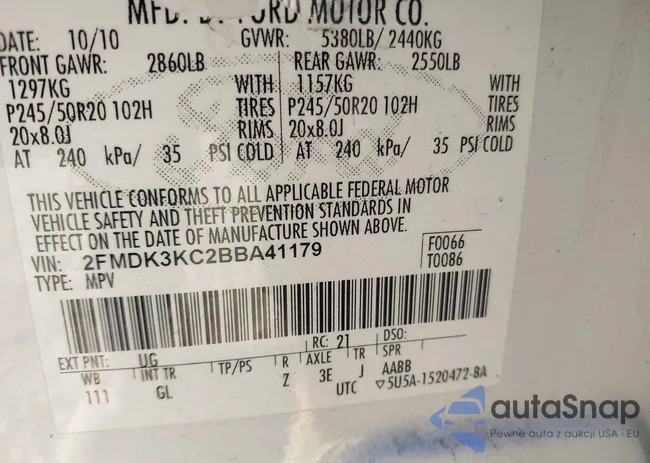 MFD. BY FORD MOTOR CO.
DATE: 10/10 GVWR: 5380LB/ 2440KG
FRONT GAWR: 2860LB REAR GAWR: 2550LB
1297KG WITH 1157KG WITH
P245/50R20 102H TIRES P245/50R20 102H TIRES
20x8.0J RIMS 20x8.0J RIMS
AT 240 kPa/ 35 PSI COLD AT 240 kPa/ 35 PSI COLD
THIS VEHICLE CONFORMS TO ALL APPLICABLE FEDERAL MOTOR
VEHICLE SAFETY AND THEFT PREVENTION STANDARDS IN
EFFECT ON THE DATE OF MANUFACTURE SHOWN ABOVE.
VIN: 2FMDK3KC2BBA41179 F0066
TYPE: MPV T0086
EXT PNT: UG RC: 21 DSO:
WB INT TR TP/PS R AXLE TR SPR
111 GL Z 3E J AABB
UTC ▽5U5A-1520472-BA
autaSnap
Pewne auta z aukcji USA i EU